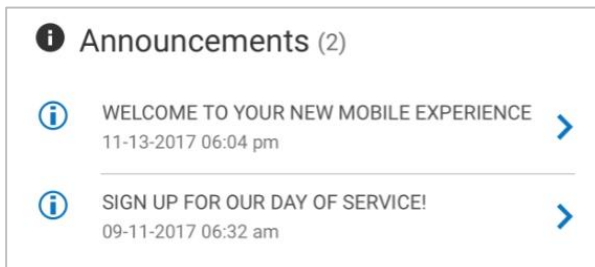 Announcements (2)
WELCOME TO YOUR NEW MOBILE EXPERIENCE
11-13-2017 06:04 pm
SIGN UP FOR OUR DAY OF SERVICE!
09-11-2017 06:32 am